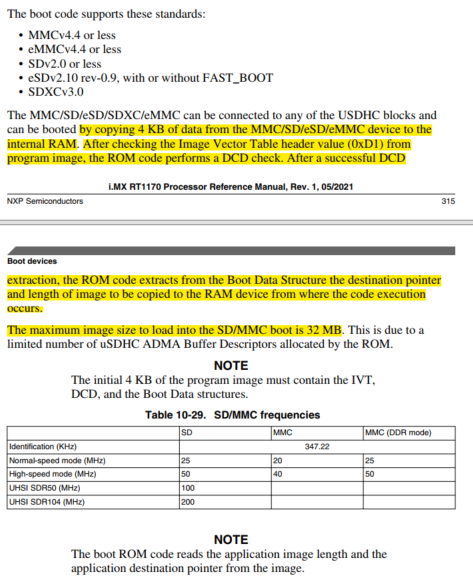 The boot code supports these standards:
• MMCv4.4 or less
• eMMCv4.4 or less
• SDv2.0 or less
• eSDv2.10 rev-0.9, with or without FAST_BOOT
• SDXCv3.0
The MMC/SD/eSD/SDXC/eMMC can be connected to any of the USDHC blocks and
can be booted by copying 4 KB of data from the MMC/SD/eSD/eMMC device to the
internal RAM. After checking the Image Vector Table header value (0xD1) from
program image, the ROM code performs a DCD check. After a successful DCD
i.MX RT1170 Processor Reference Manual, Rev. 1, 05/2021
NXP Semiconductors 315
Boot devices
extraction, the ROM code extracts from the Boot Data Structure the destination pointer
and length of image to be copied to the RAM device from where the code execution
occurs.
The maximum image size to load into the SD/MMC boot is 32 MB. This is due to a
limited number of uSDHC ADMA Buffer Descriptors allocated by the ROM.
NOTE
The initial 4 KB of the program image must contain the IVT,
DCD, and the Boot Data structures.
Table 10-29. SD/MMC frequencies
SD MMC MMC (DDR mode)
Identification (KHz) 347.22
Normal-speed mode (MHz) 25 20 25
High-speed mode (MHz) 50 40 50
UHSI SDR50 (MHz) 100
UHSI SDR104 (MHz) 200
NOTE
The boot ROM code reads the application image length and the
application destination pointer from the image.